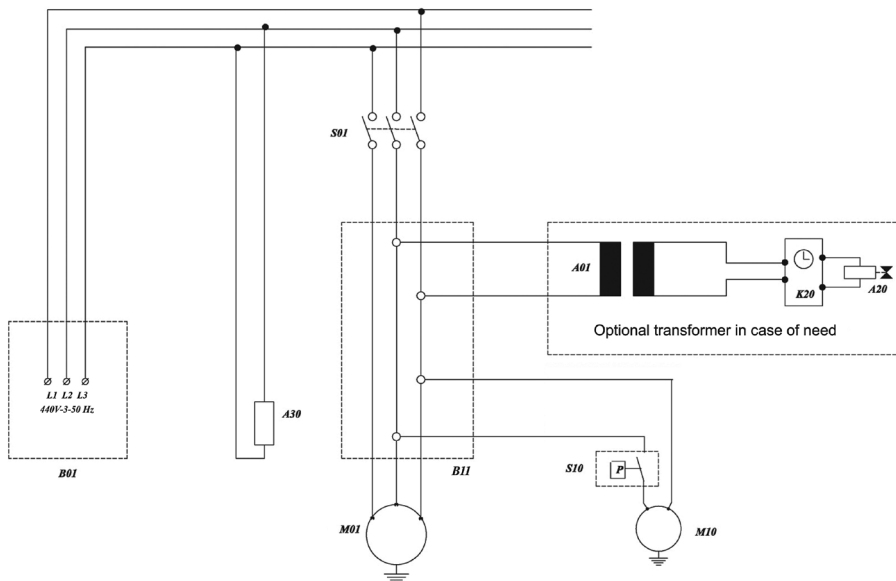 S01
A01
K20
A20
Optional transformer in case of need
L1 L2 L3
440V-3-50 Hz
A30
B01
B11
S10
P
M01
M10